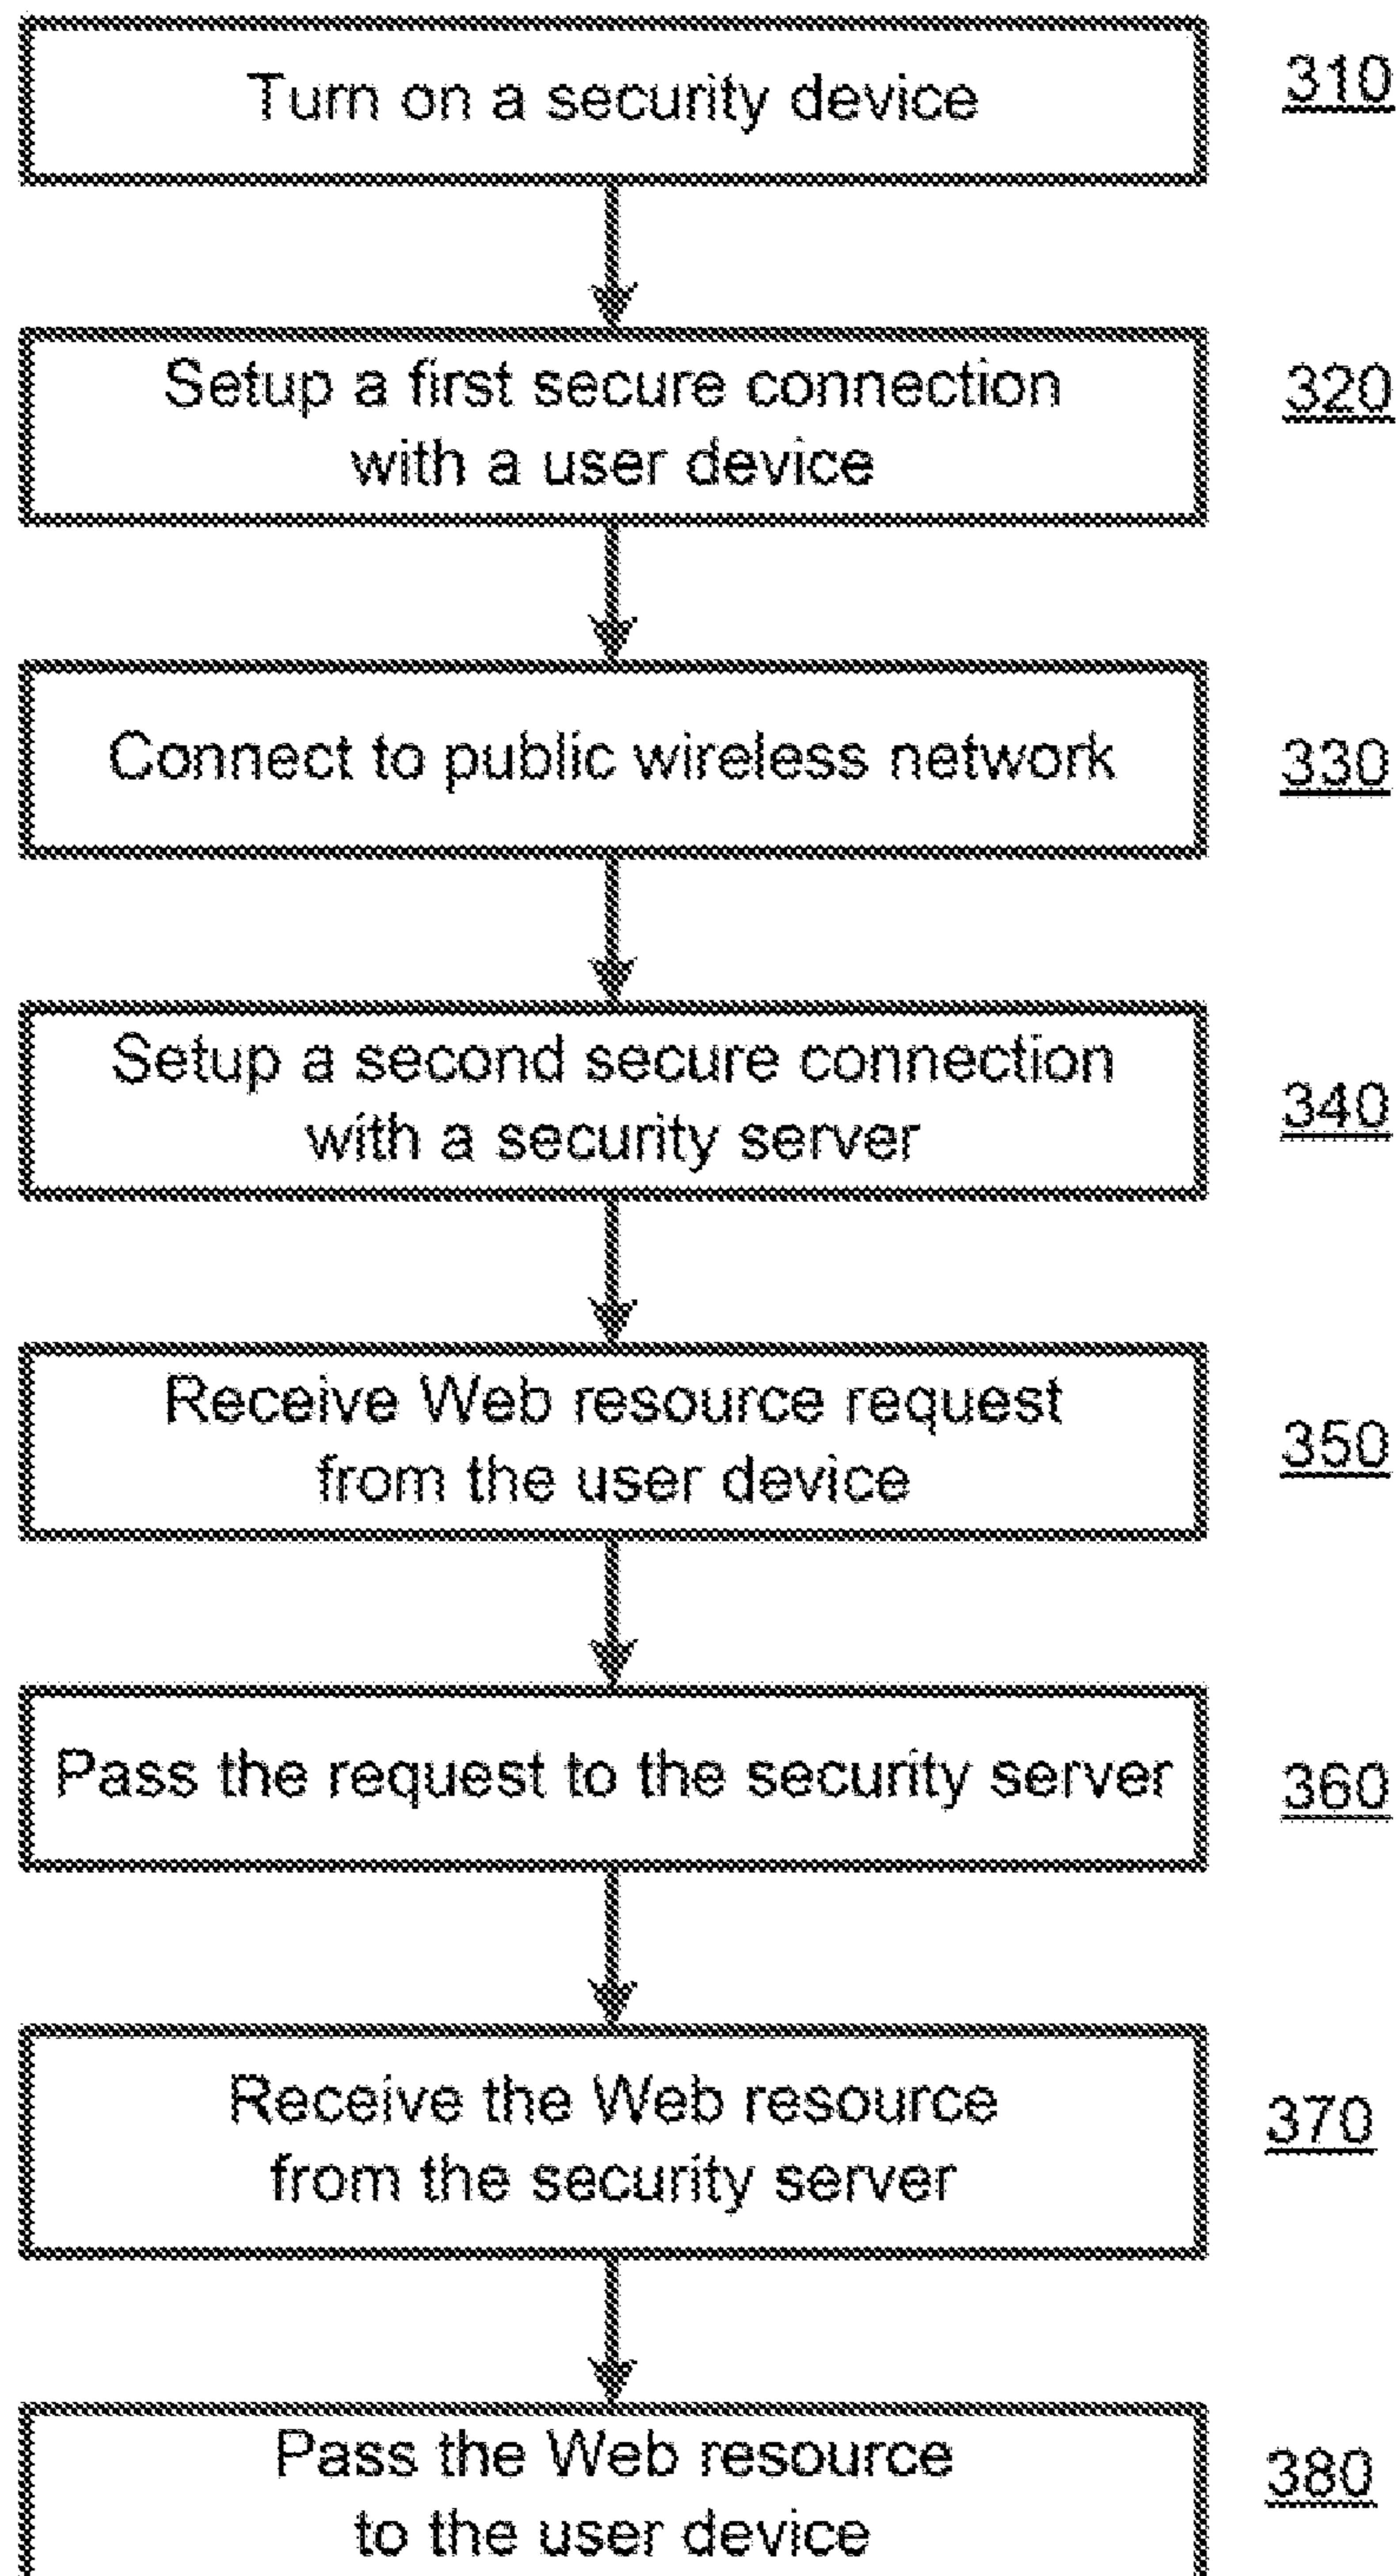 Turn on a security device
310
Setup a first secure connection
with a user device
320
Connect to public wireless network
330
Setup a second secure connection
with a security server
340
Receive Web resource request
from the user device
350
Pass the request to the security server
360
Receive the Web resource
from the security server
370
Pass the Web resource
to the user device
380